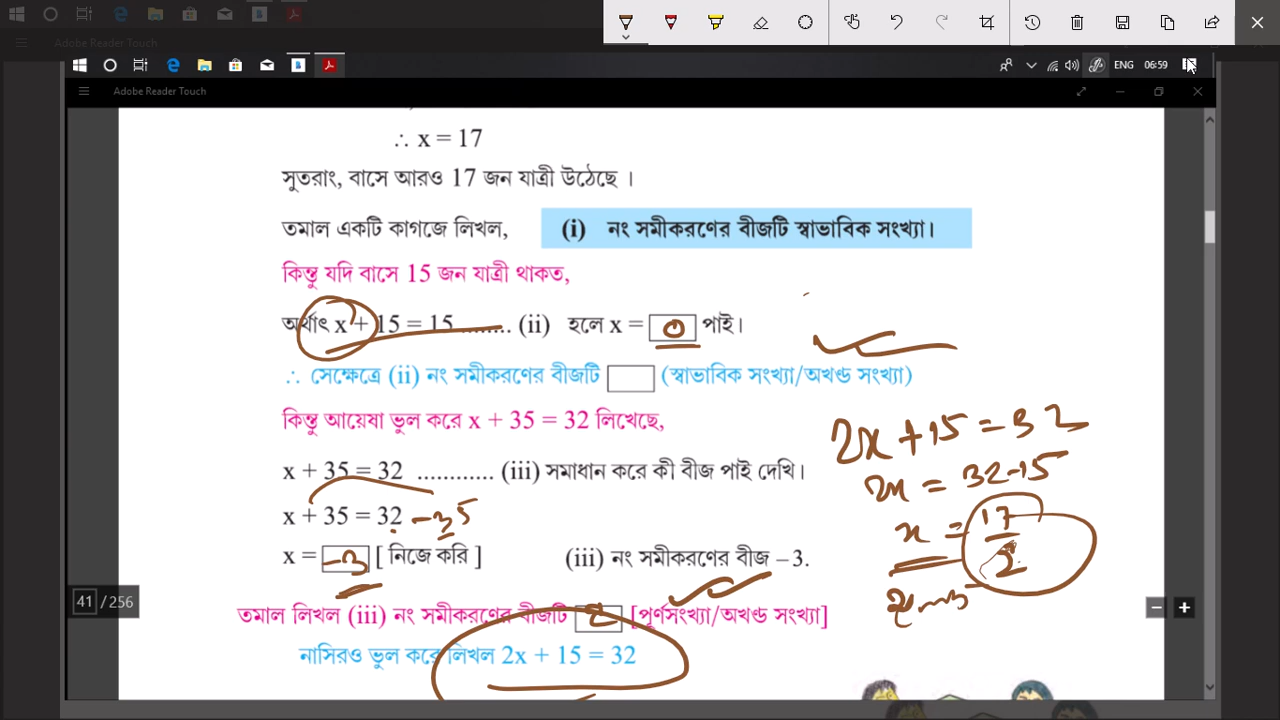 Adobe Reader Touch
ENG 06:59
Adobe Reader Touch
∴ x = 17
সুতরাং, বাসে আরও 17 জন যাত্রী উঠেছে ।
তমাল একটি কাগজে লিখল, (i) নং সমীকরণের বীজটি স্বাভাবিক সংখ্যা।
কিন্তু যদি বাসে 15 জন যাত্রী থাকত,
অর্থাৎ x + 15 = 15 ........ (ii) হলে x = 0 পাই।
∴ সেক্ষেত্রে (ii) নং সমীকরণের বীজটি (স্বাভাবিক সংখ্যা/অখণ্ড সংখ্যা)
কিন্তু আয়েষা ভুল করে x + 35 = 32 লিখেছে,
2x + 15 = 32
x + 35 = 32 ............ (iii) সমাধান করে কী বীজ পাই দেখি।
2x = 32-15
x + 35 = 32 - 35
x = 17/2
x = -3 [ নিজে করি ] (iii) নং সমীকরণের বীজ –3.
41 / 256
তমাল লিখল (iii) নং সমীকরণের বীজটি [পূর্ণসংখ্যা/অখণ্ড সংখ্যা]
নাসিরও ভুল করে লিখল 2x + 15 = 32